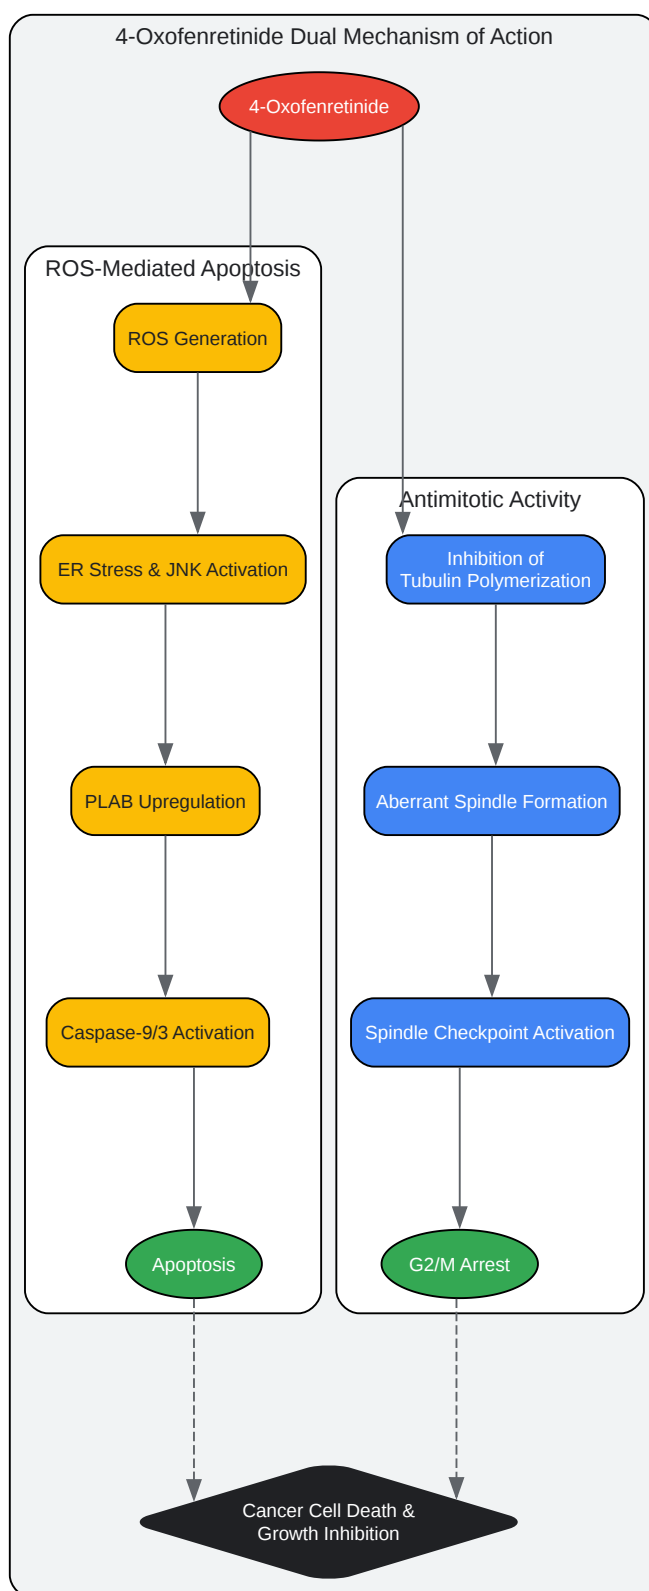 4-Oxofenretinide Dual Mechanism of Action
4-Oxofenretinide
ROS-Mediated Apoptosis
ROS Generation
ER Stress & JNK Activation
PLAB Upregulation
Caspase-9/3 Activation
Apoptosis
Antimitotic Activity
Inhibition of
Tubulin Polymerization
Aberrant Spindle Formation
Spindle Checkpoint Activation
G2/M Arrest
Cancer Cell Death &
Growth Inhibition